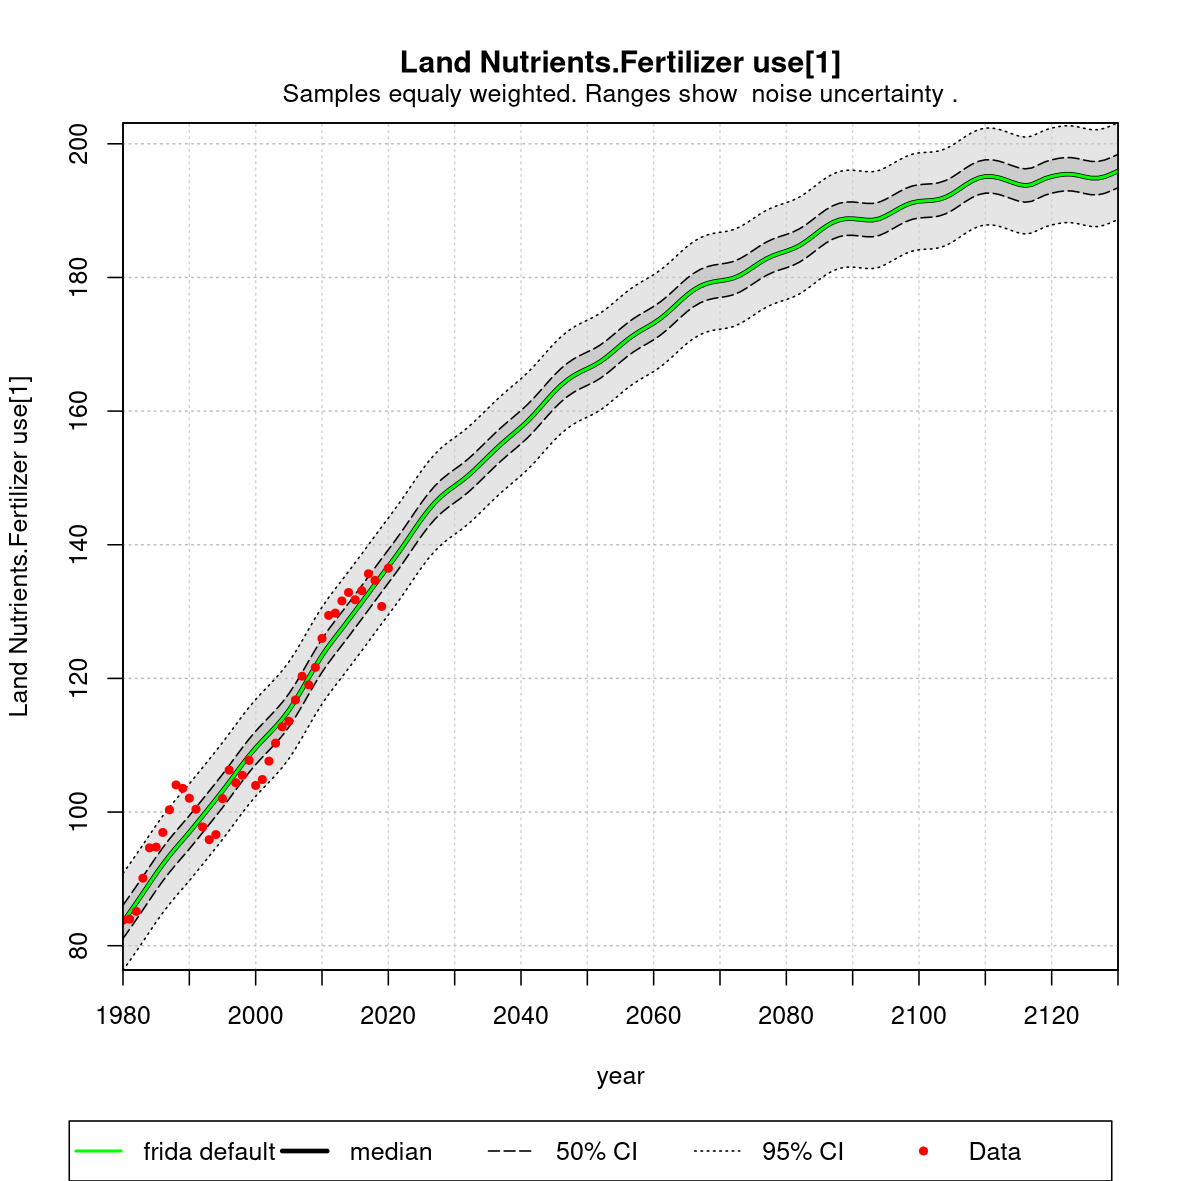 Land Nutrients.Fertilizer use[1]
Samples equaly weighted. Ranges show  noise uncertainty .
Land Nutrients.Fertilizer use[1]
200
180
160
140
120
100
80
1980 2000 2020 2040 2060 2080 2100 2120
year
frida default median 50% CI 95% CI Data